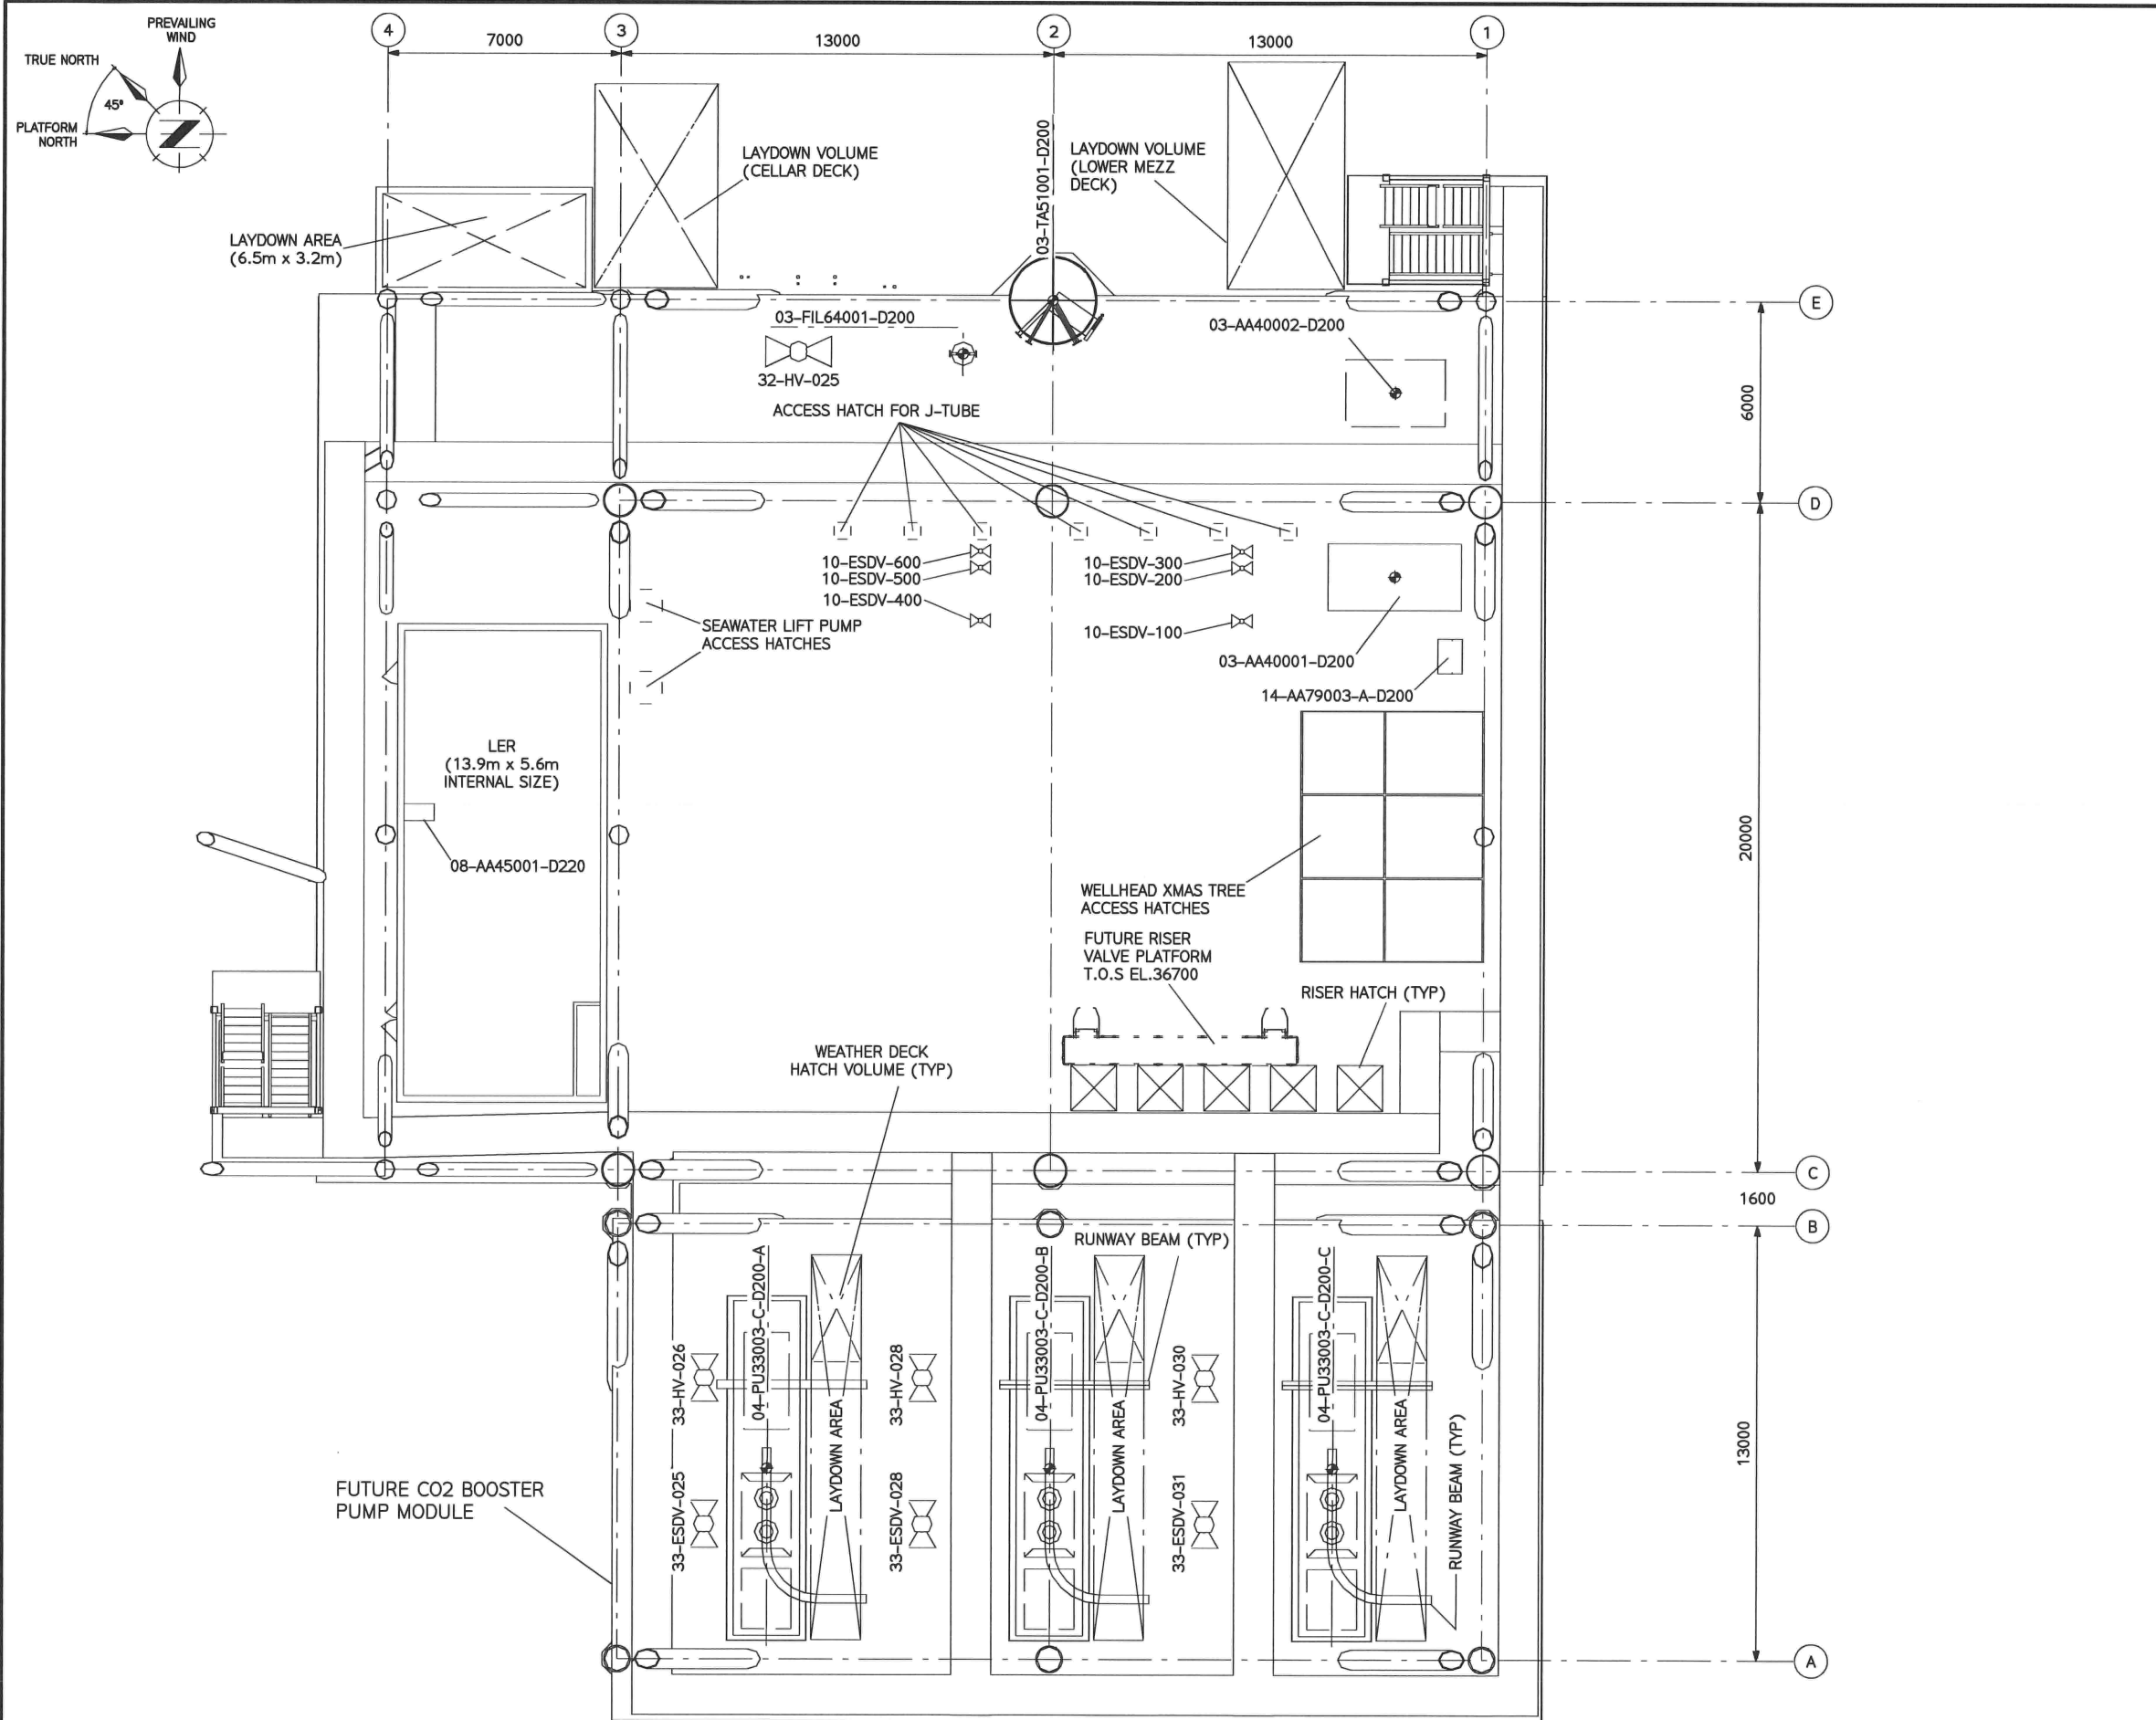 PREVAILING
WIND
TRUE NORTH
45°
PLATFORM
NORTH
4
7000
3
13000
2
13000
1
LAYDOWN VOLUME
(CELLAR DECK)
03-TA51001-D200
LAYDOWN VOLUME
(LOWER MEZZ
DECK)
LAYDOWN AREA
(6.5m x 3.2m)
E
03-FIL64001-D200
03-AA40002-D200
32-HV-025
ACCESS HATCH FOR J-TUBE
6000
D
10-ESDV-600
10-ESDV-500
10-ESDV-400
10-ESDV-300
10-ESDV-200
10-ESDV-100
SEAWATER LIFT PUMP
ACCESS HATCHES
03-AA40001-D200
14-AA79003-A-D200
LER
(13.9m x 5.6m
INTERNAL SIZE)
08-AA45001-D220
20000
WELLHEAD XMAS TREE
ACCESS HATCHES
FUTURE RISER
VALVE PLATFORM
T.O.S EL.36700
RISER HATCH (TYP)
WEATHER DECK
HATCH VOLUME (TYP)
C
1600
B
RUNWAY BEAM (TYP)
04-PU33003-C-D200-A
04-PU33003-C-D200-B
04-PU33003-C-D200-C
33-HV-026
33-HV-028
33-HV-030
LAYDOWN AREA
LAYDOWN AREA
LAYDOWN AREA
RUNWAY BEAM (TYP)
13000
FUTURE CO2 BOOSTER
PUMP MODULE
33-ESDV-025
33-ESDV-028
33-ESDV-031
A